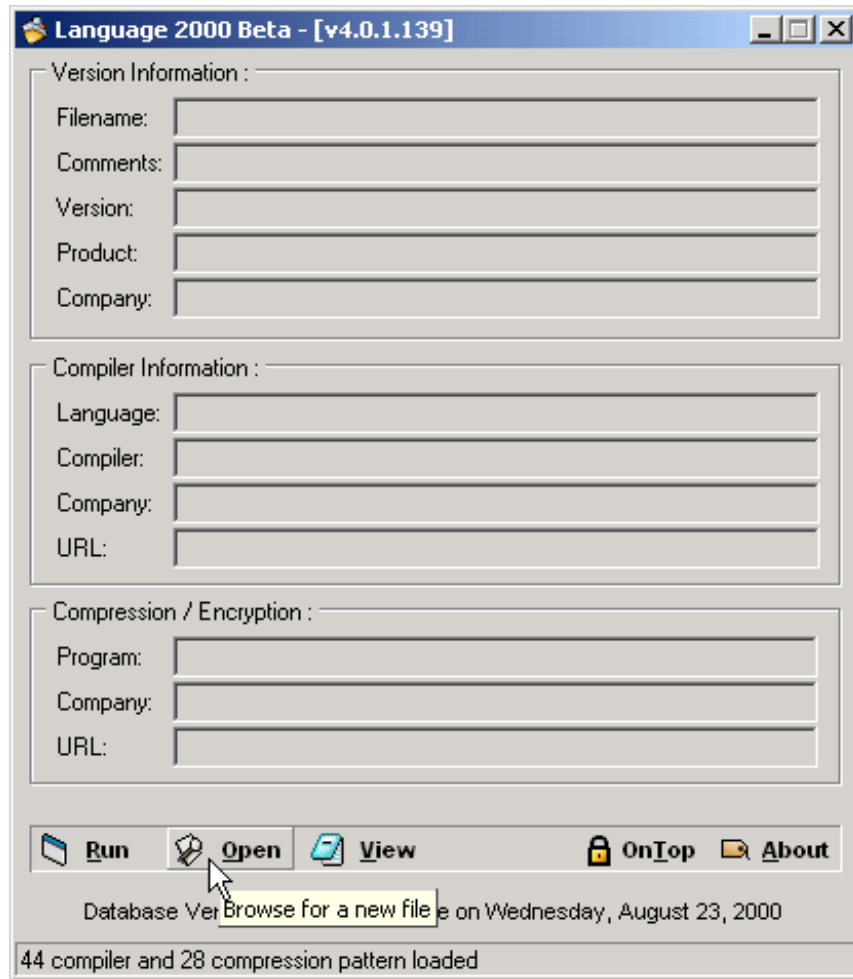 Language 2000 Beta - [v4.0.1.139]
Version Information :
Filename:
Comments:
Version:
Product:
Company:
Compiler Information :
Language:
Compiler:
Company:
URL:
Compression / Encryption :
Program:
Company:
URL:
Run Open View OnTop About
Database Ver Browse for a new file e on Wednesday, August 23, 2000
44 compiler and 28 compression pattern loaded